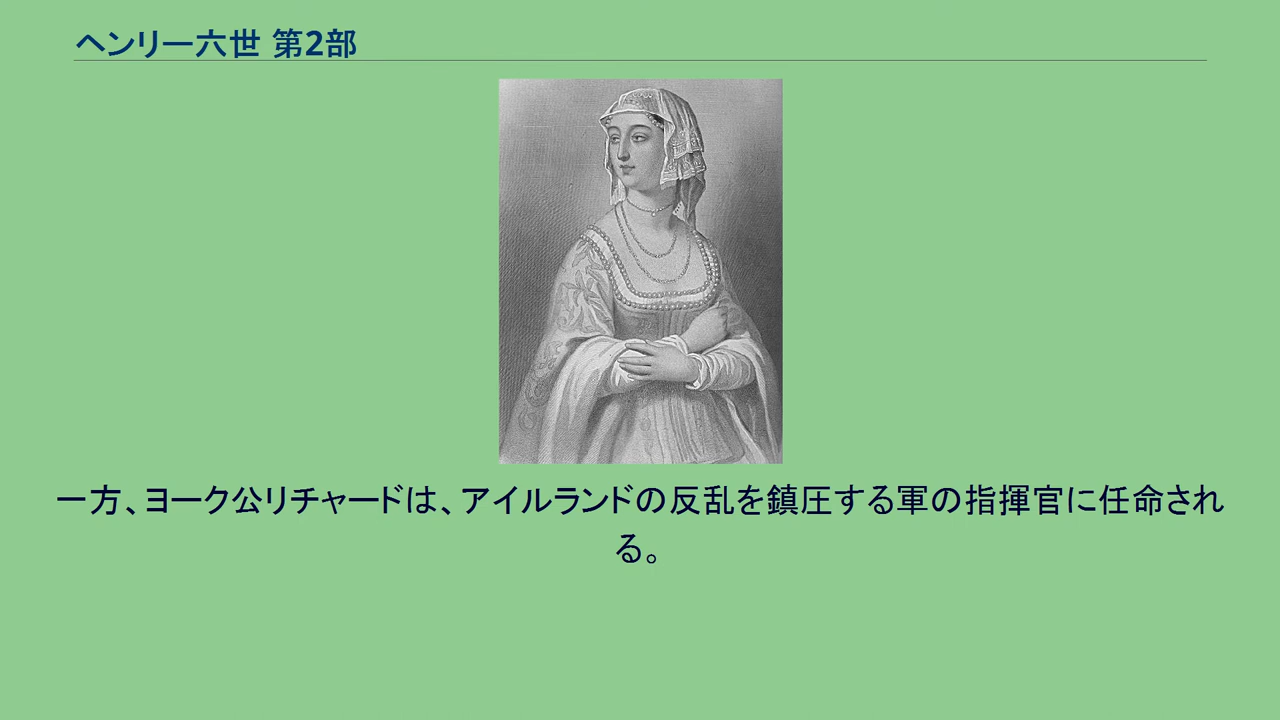 ヘンリー六世 第2部
一方、ヨーク公リチャードは、アイルランドの反乱を鎮圧する軍の指揮官に任命され
る。